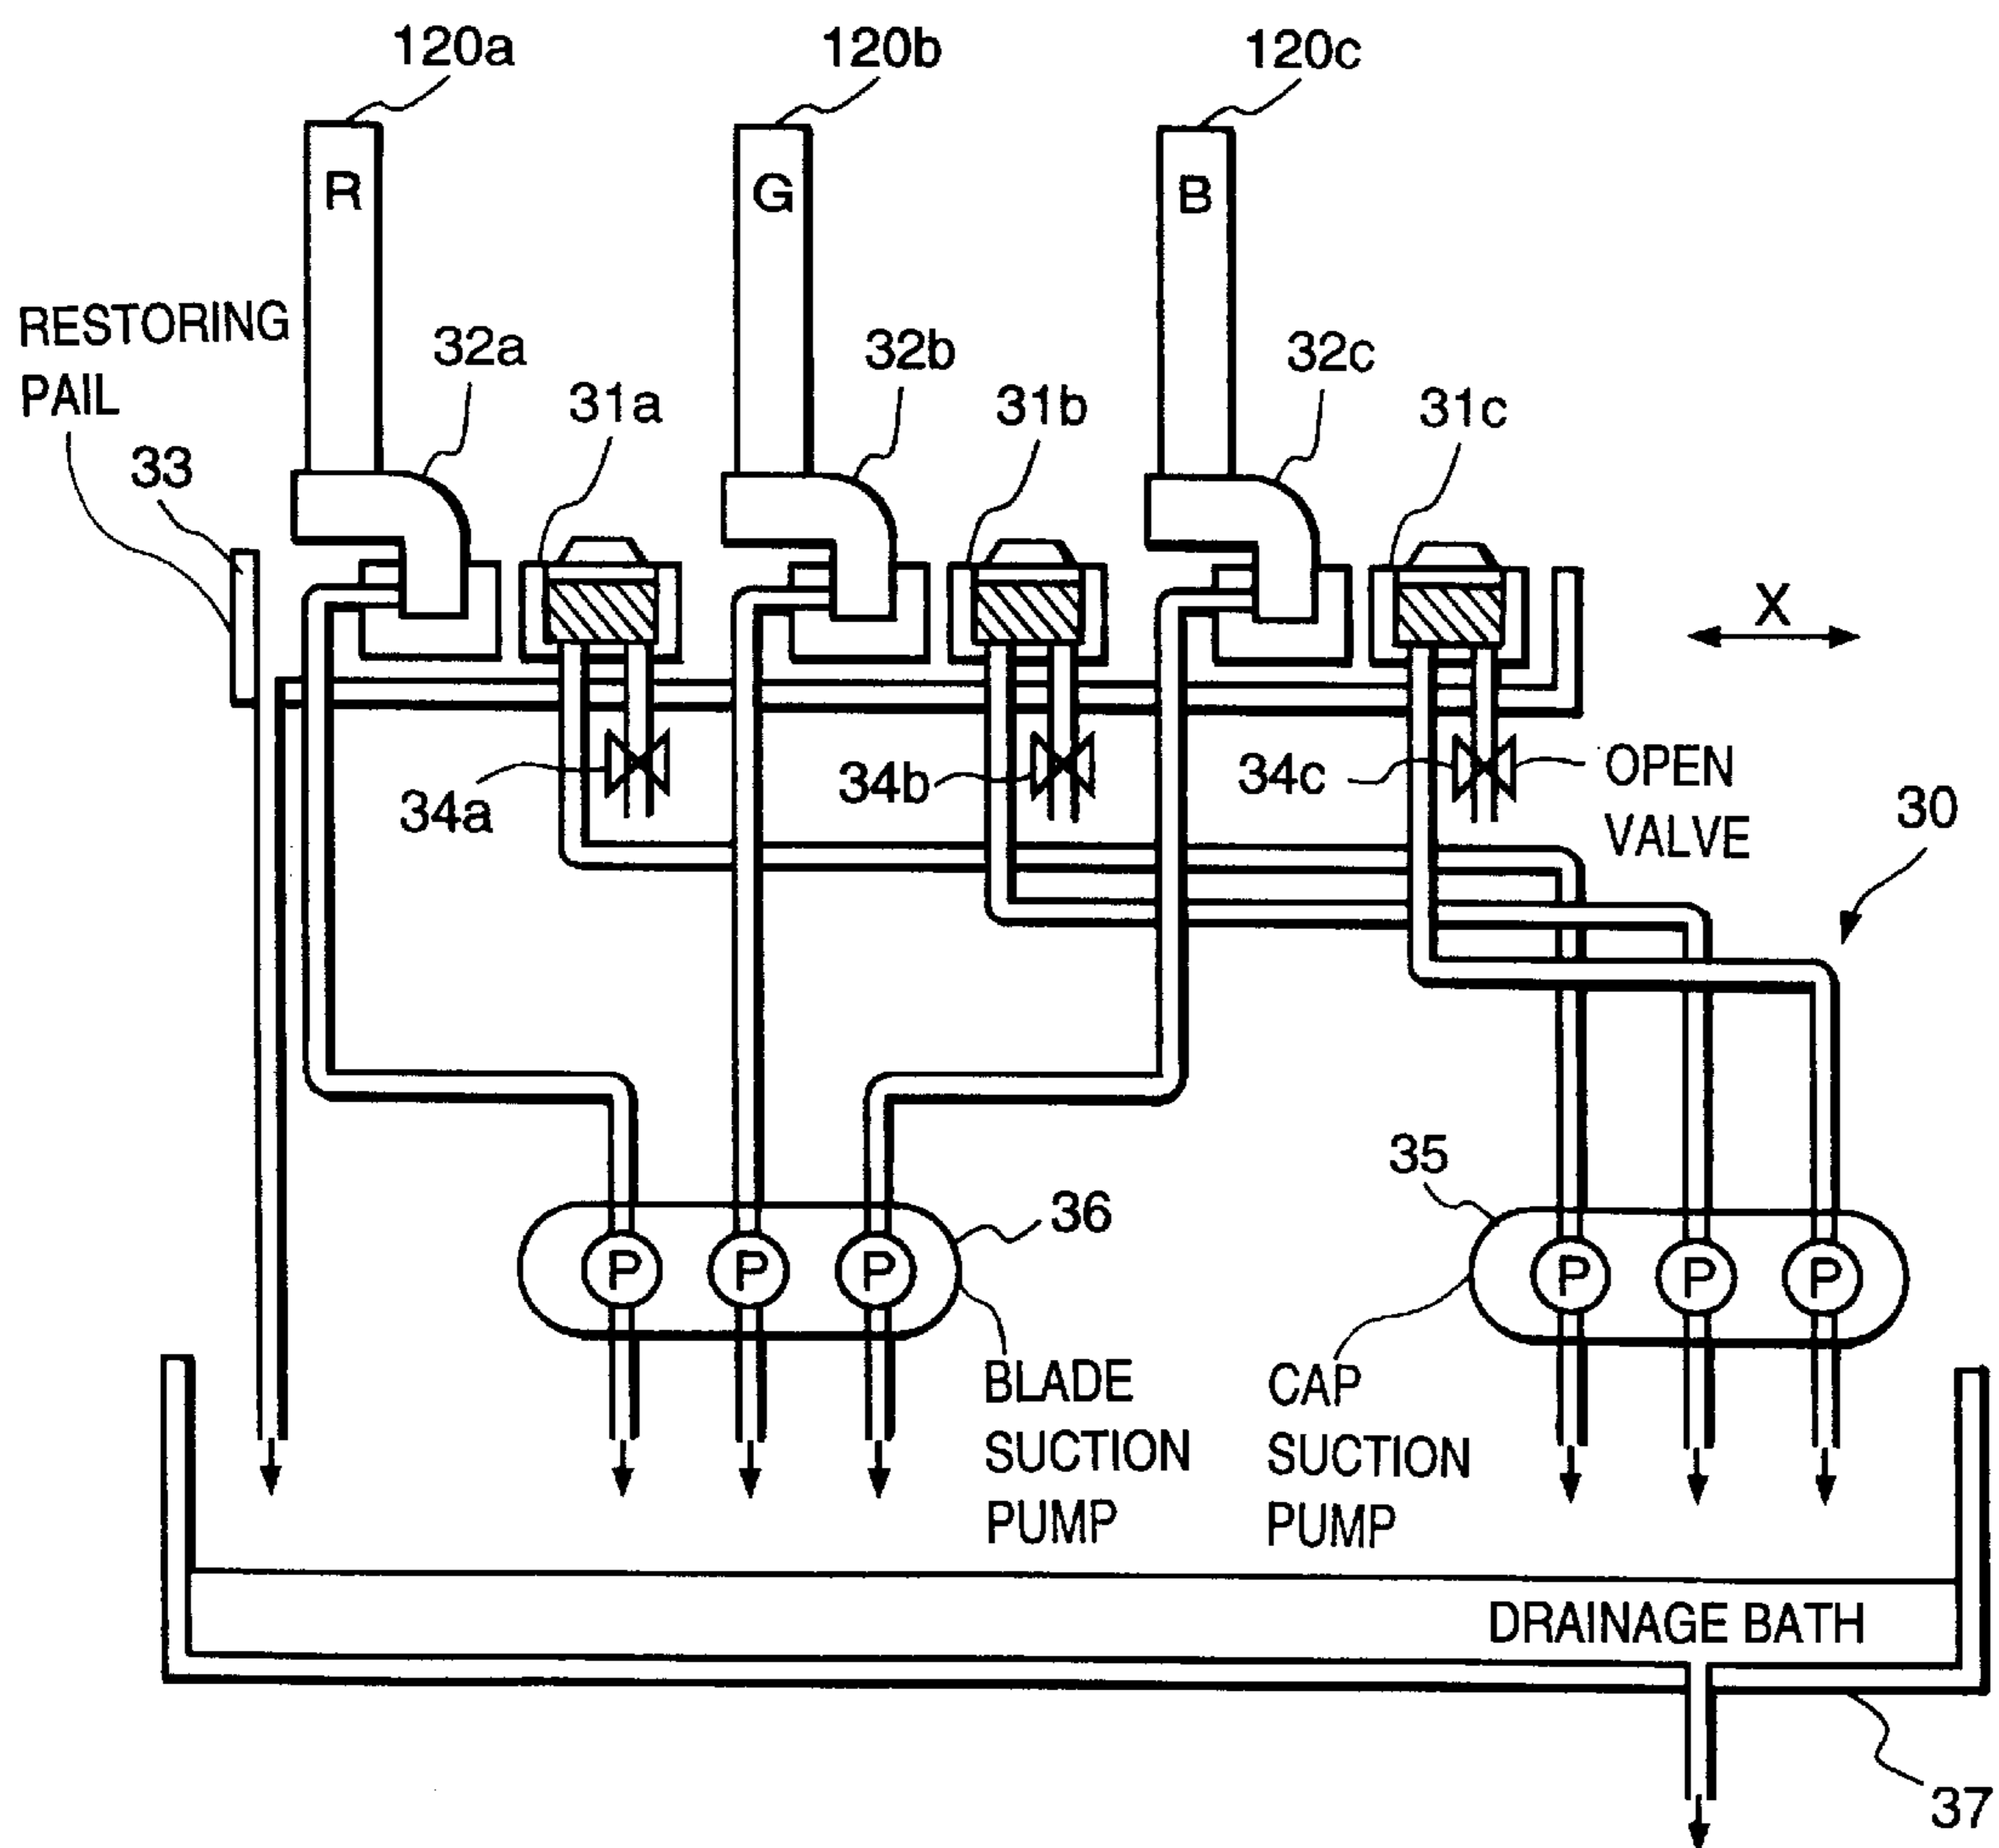 120a
120b
120c
R
G
B
RESTORING
PAIL
33
32a
31a
32b
31b
32c
31c
X
34a
34b
34c
OPEN
VALVE
30
35
36
P
P
P
P
P
P
BLADE
SUCTION
PUMP
CAP
SUCTION
PUMP
DRAINAGE BATH
37